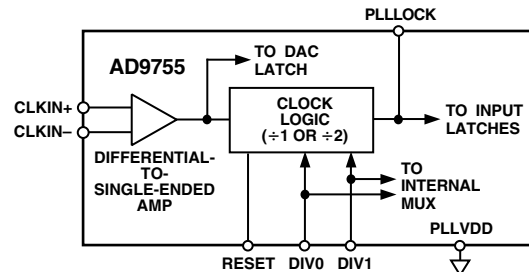 PLLLOCK
AD9755
TO DAC
LATCH
CLKIN+
CLKIN–
CLOCK
LOGIC
(÷1 OR ÷2)
TO INPUT
LATCHES
DIFFERENTIAL-
TO-
SINGLE-ENDED
AMP
TO
INTERNAL
MUX
PLLVDD
RESET
DIV0
DIV1